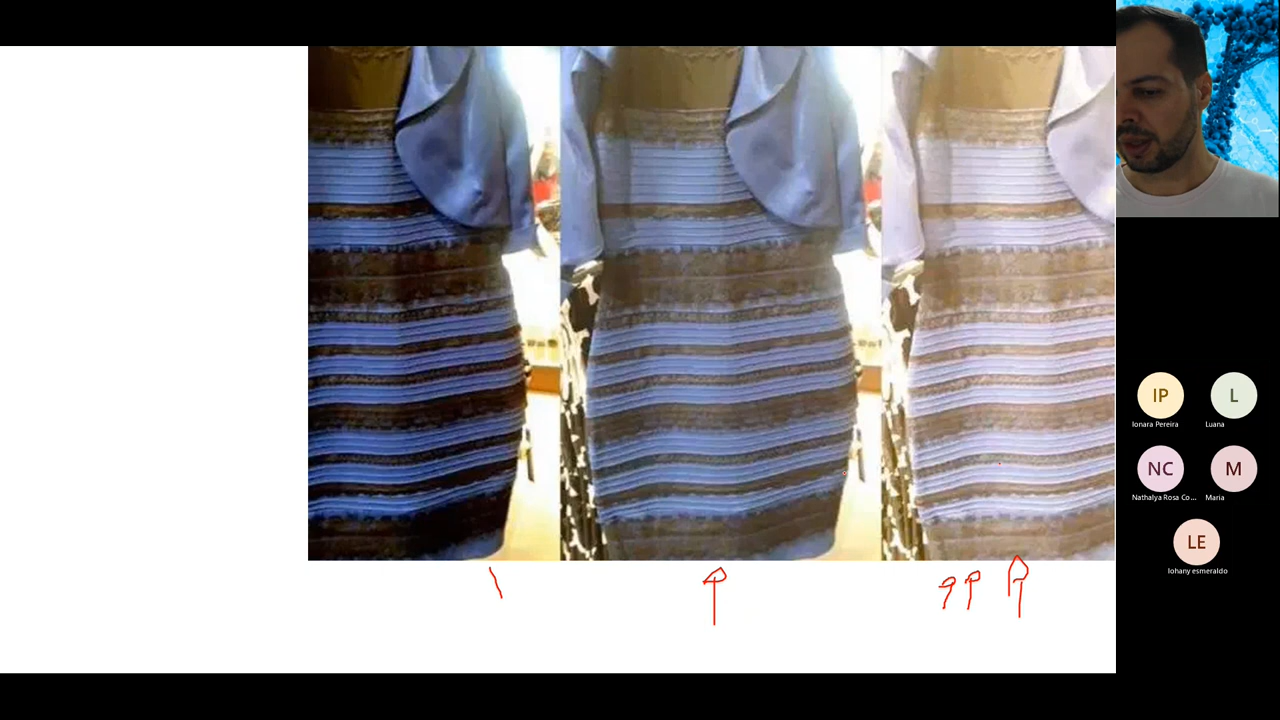 IP
L
Ionara Pereira
Luana
NC
M
Nathalya Rosa Co...
Maria
LE
lohany esmeraldo